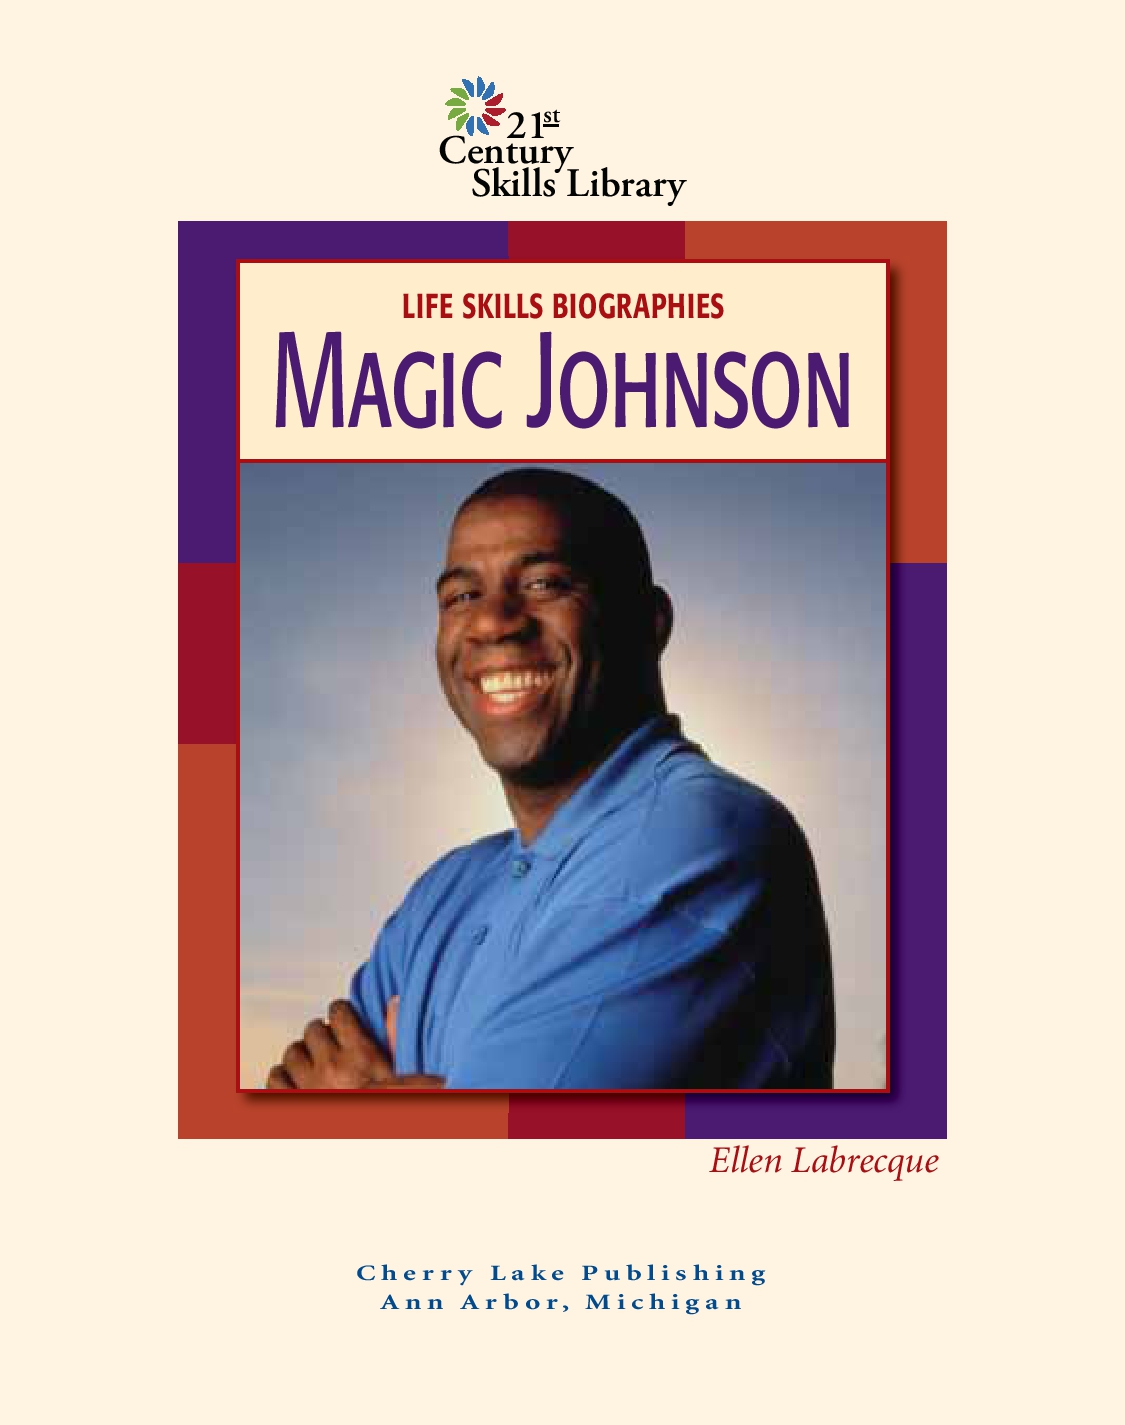 21st
Century
Skills Library
LIFE SKILLS BIOGRAPHIES
MAGIC JOHNSON
Ellen Labrecque
Cherry Lake Publishing
Ann Arbor, Michigan